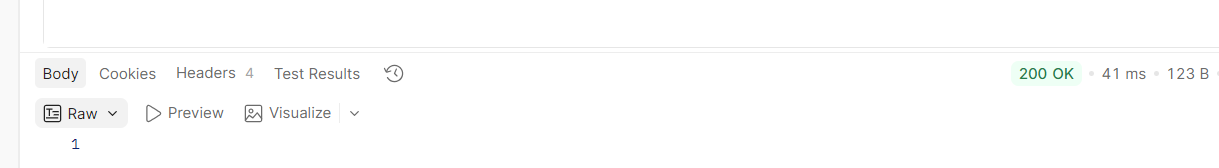 Body Cookies Headers 4 Test Results 200 OK • 41 ms • 123 B
Raw Preview Visualize
1